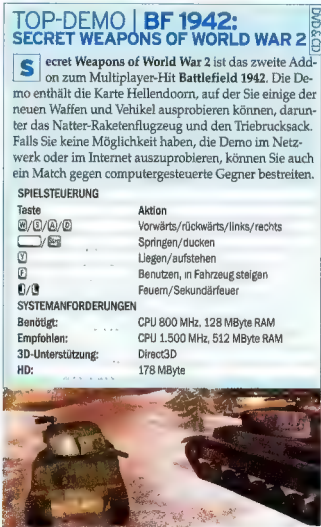 TOP-DEMO | BF 1942:
SECRET WEAPONS OF WORLD WAR 2
DVD & CD
Secret Weapons of World War 2 ist das zweite Add-
on zum Multiplayer-Hit Battlefield 1942. Die De-
mo enthält die Karte Hellendoorn, auf der Sie einige der
neuen Waffen und Vehikel ausprobieren können, darun-
ter das Natter-Raketenflugzeug und den Triebrucksack.
Falls Sie keine Möglichkeit haben, die Demo im Netz-
werk oder im Internet auszuprobieren, können Sie auch
ein Match gegen computergesteuerte Gegner bestreiten.
SPIELSTEUERUNG
Taste Aktion
W/S/A/D Vorwärts/rückwärts/links/rechts
/ Springen/ducken
Y Liegen/aufstehen
E Benutzen, in Fahrzeug steigen
/ Feuern/Sekundärfeuer
SYSTEMANFORDERUNGEN
Benötigt: CPU 800 MHz, 128 MByte RAM
Empfohlen: CPU 1.500 MHz, 512 MByte RAM
3D-Unterstützung: Direct3D
HD: 178 MByte